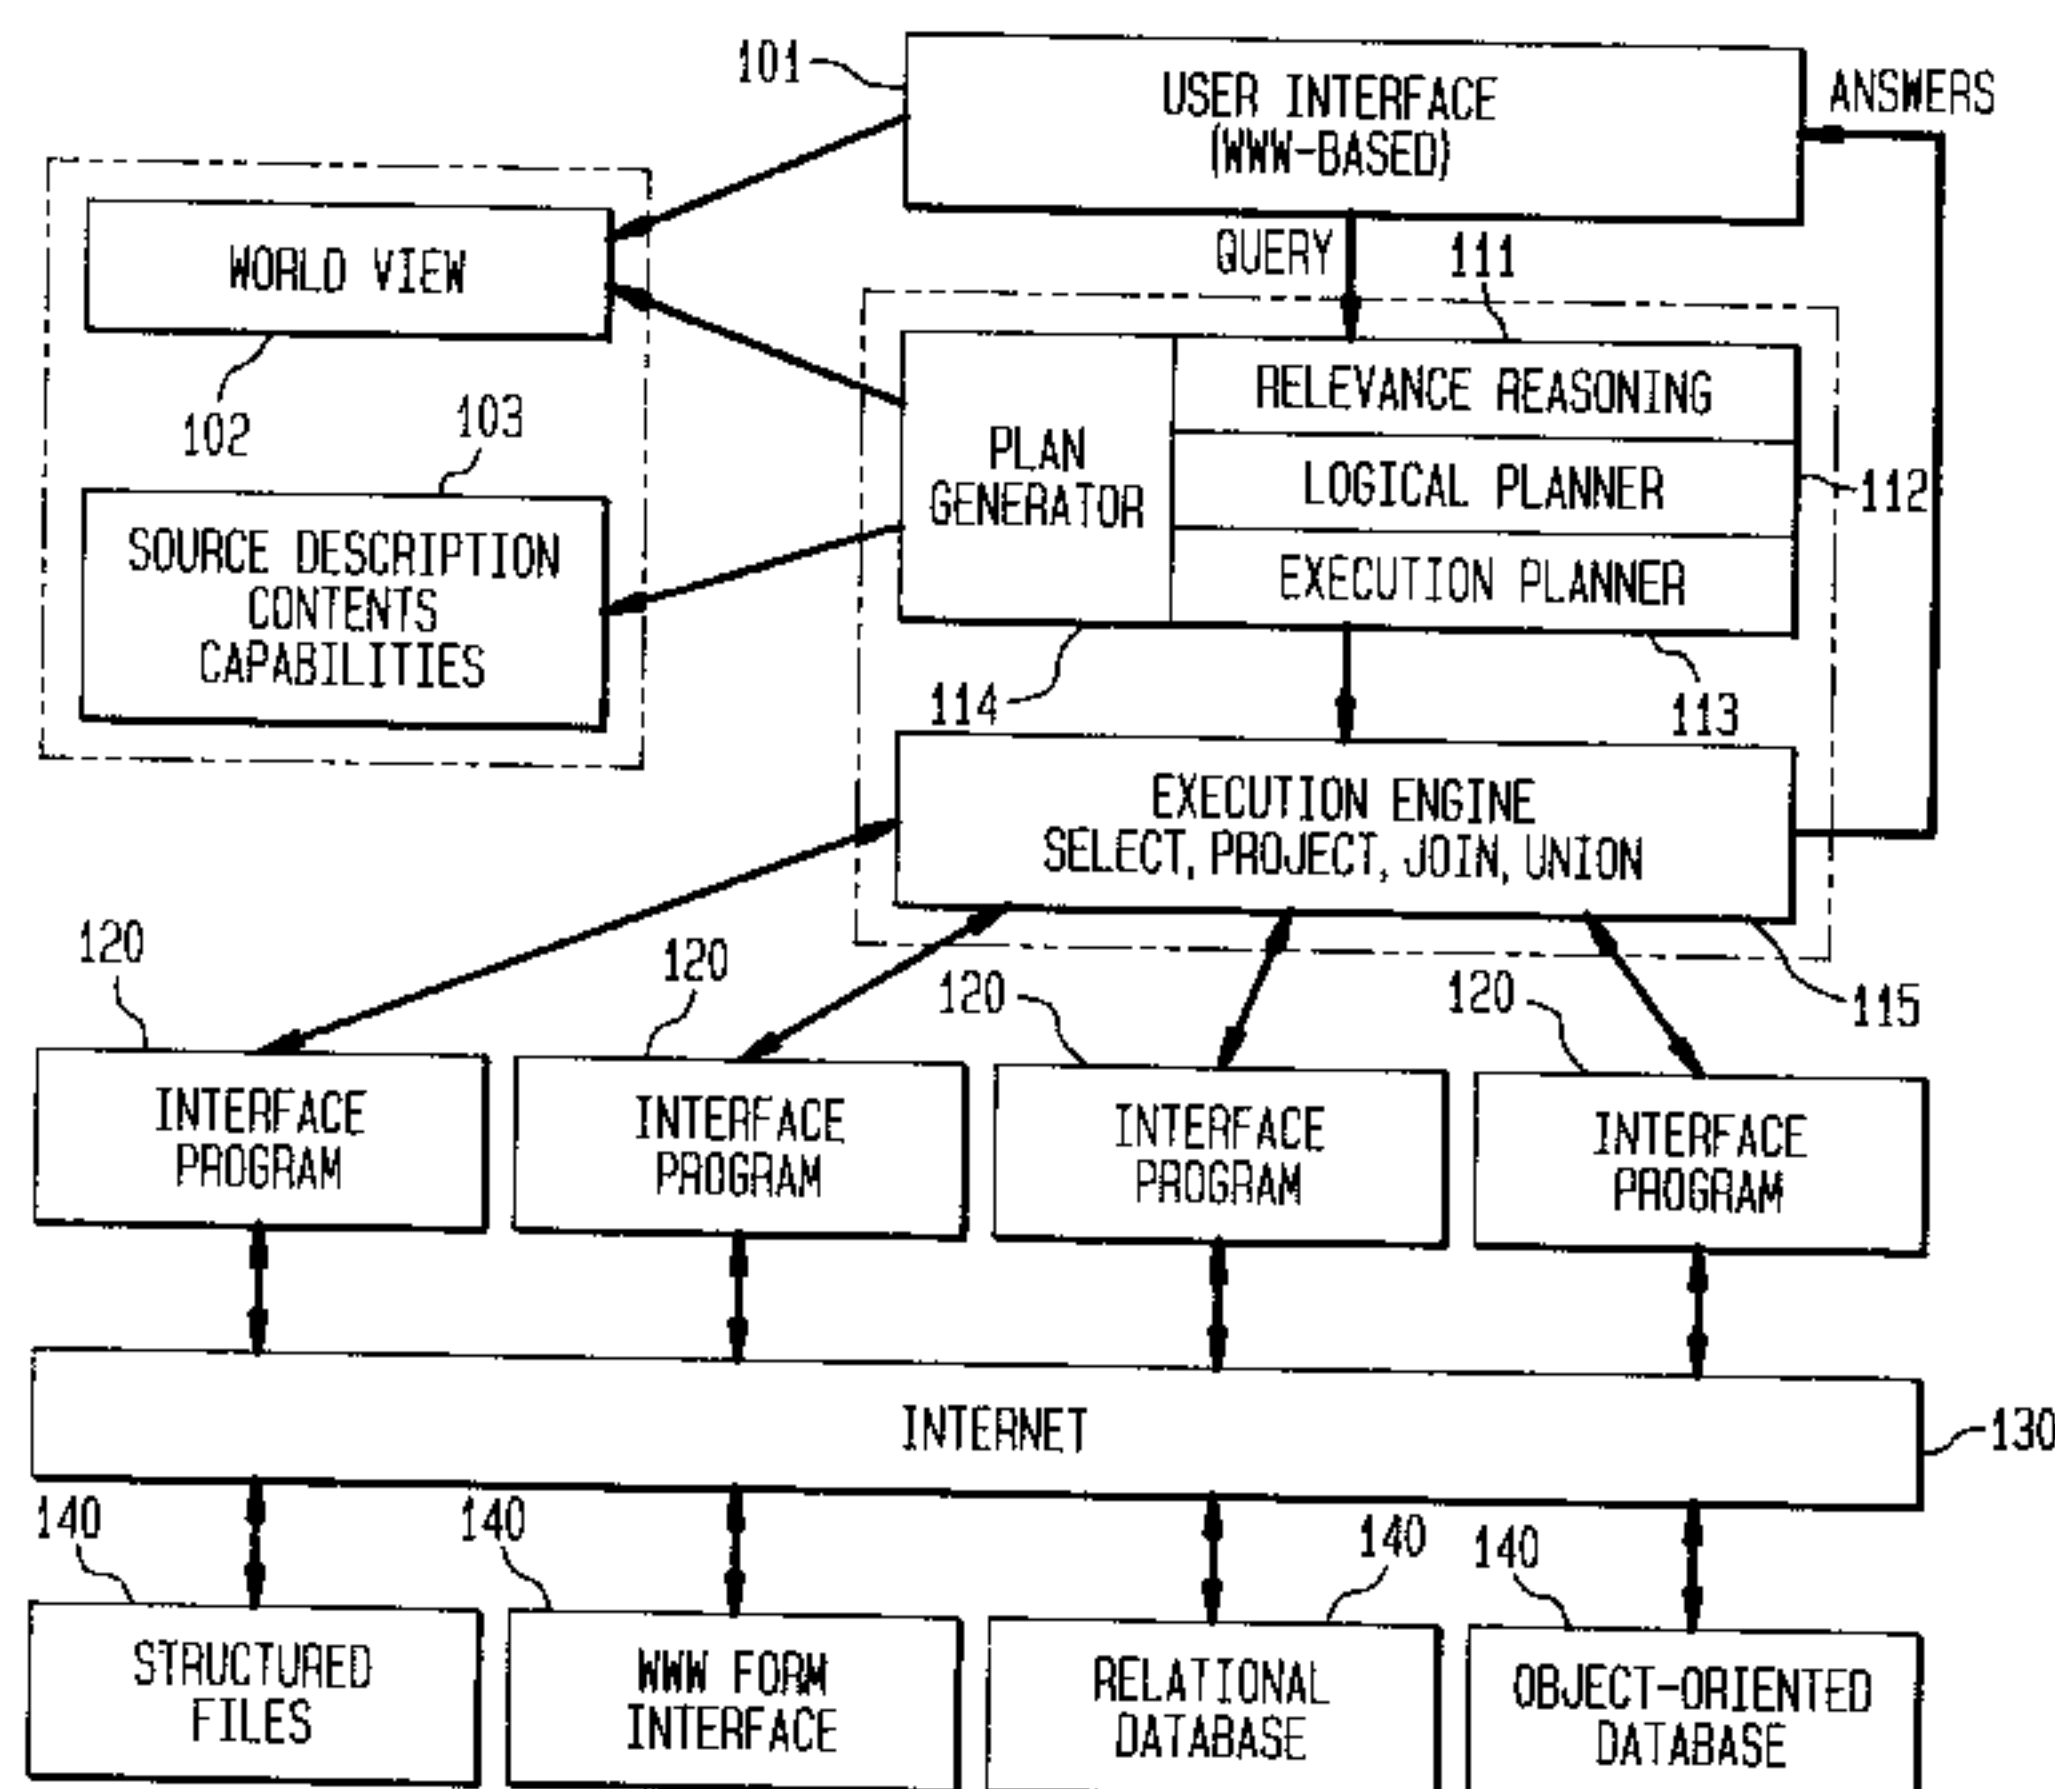 101
USER INTERFACE
(WWW-BASED)
ANSWERS
QUERY
WORLD VIEW
102
103
SOURCE DESCRIPTION
CONTENTS
CAPABILITIES
111
PLAN
GENERATOR
RELEVANCE REASONING
LOGICAL PLANNER
EXECUTION PLANNER
112
114
113
EXECUTION ENGINE
SELECT, PROJECT, JOIN, UNION
115
120
120
120
120
INTERFACE
PROGRAM
INTERFACE
PROGRAM
INTERFACE
PROGRAM
INTERFACE
PROGRAM
INTERNET
130
140
140
140
140
STRUCTURED
FILES
WWW FORM
INTERFACE
RELATIONAL
DATABASE
OBJECT-ORIENTED
DATABASE